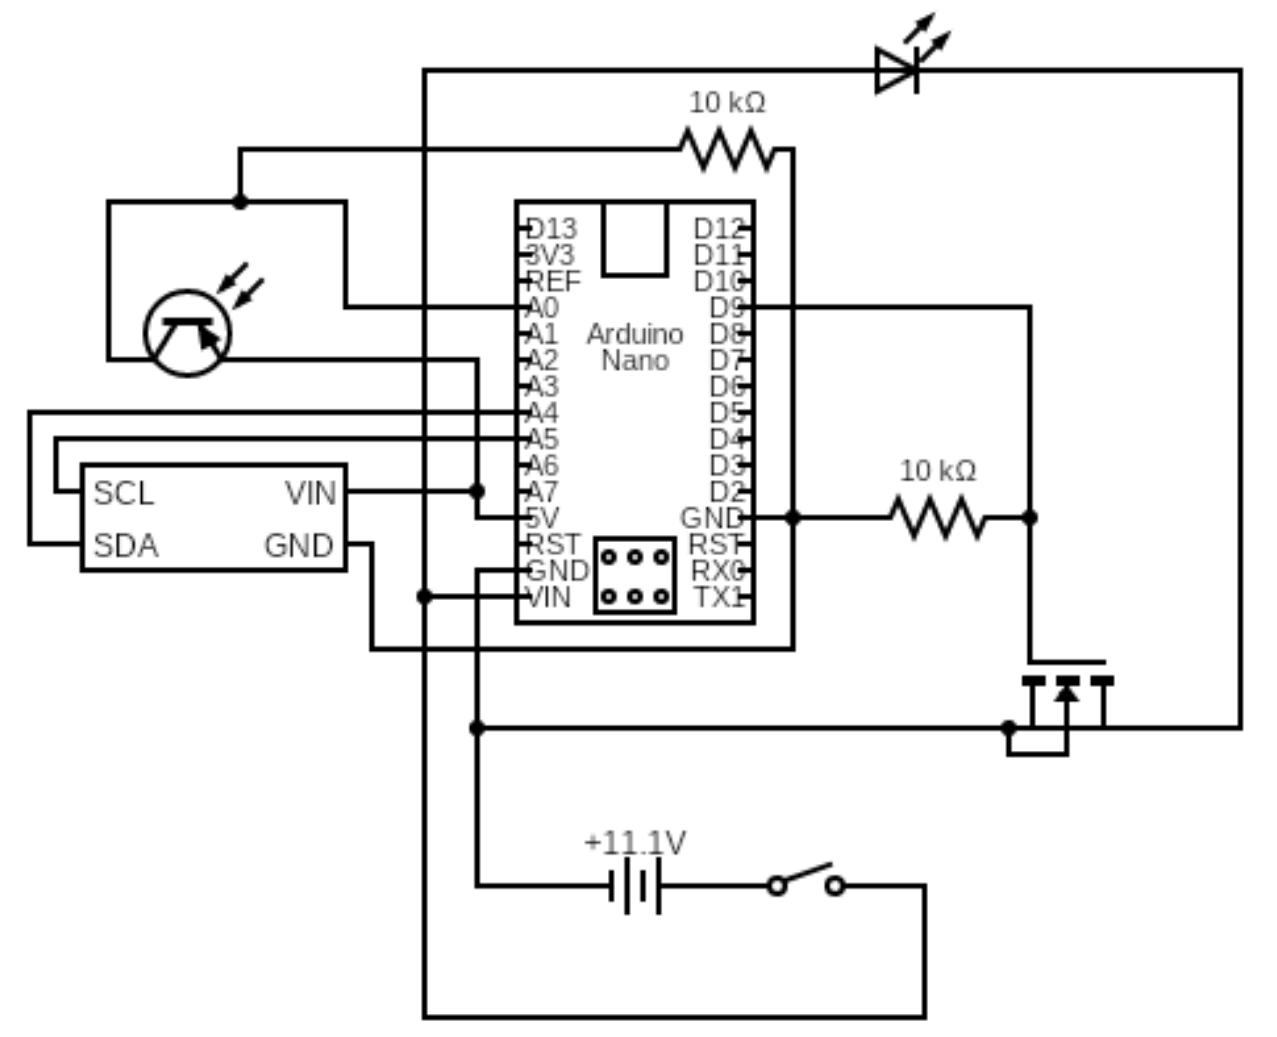 10 kΩ
D13 D12
3V3 D11
REF D10
A0 D9
A1 Arduino D8
A2 Nano D7
A3 D6
A4 D5
A5 D4
10 kΩ
A6 D3
SCL VIN A7 D2
5V GND
SDA GND RST RST
GND RX0
VIN TX1
+11.1V